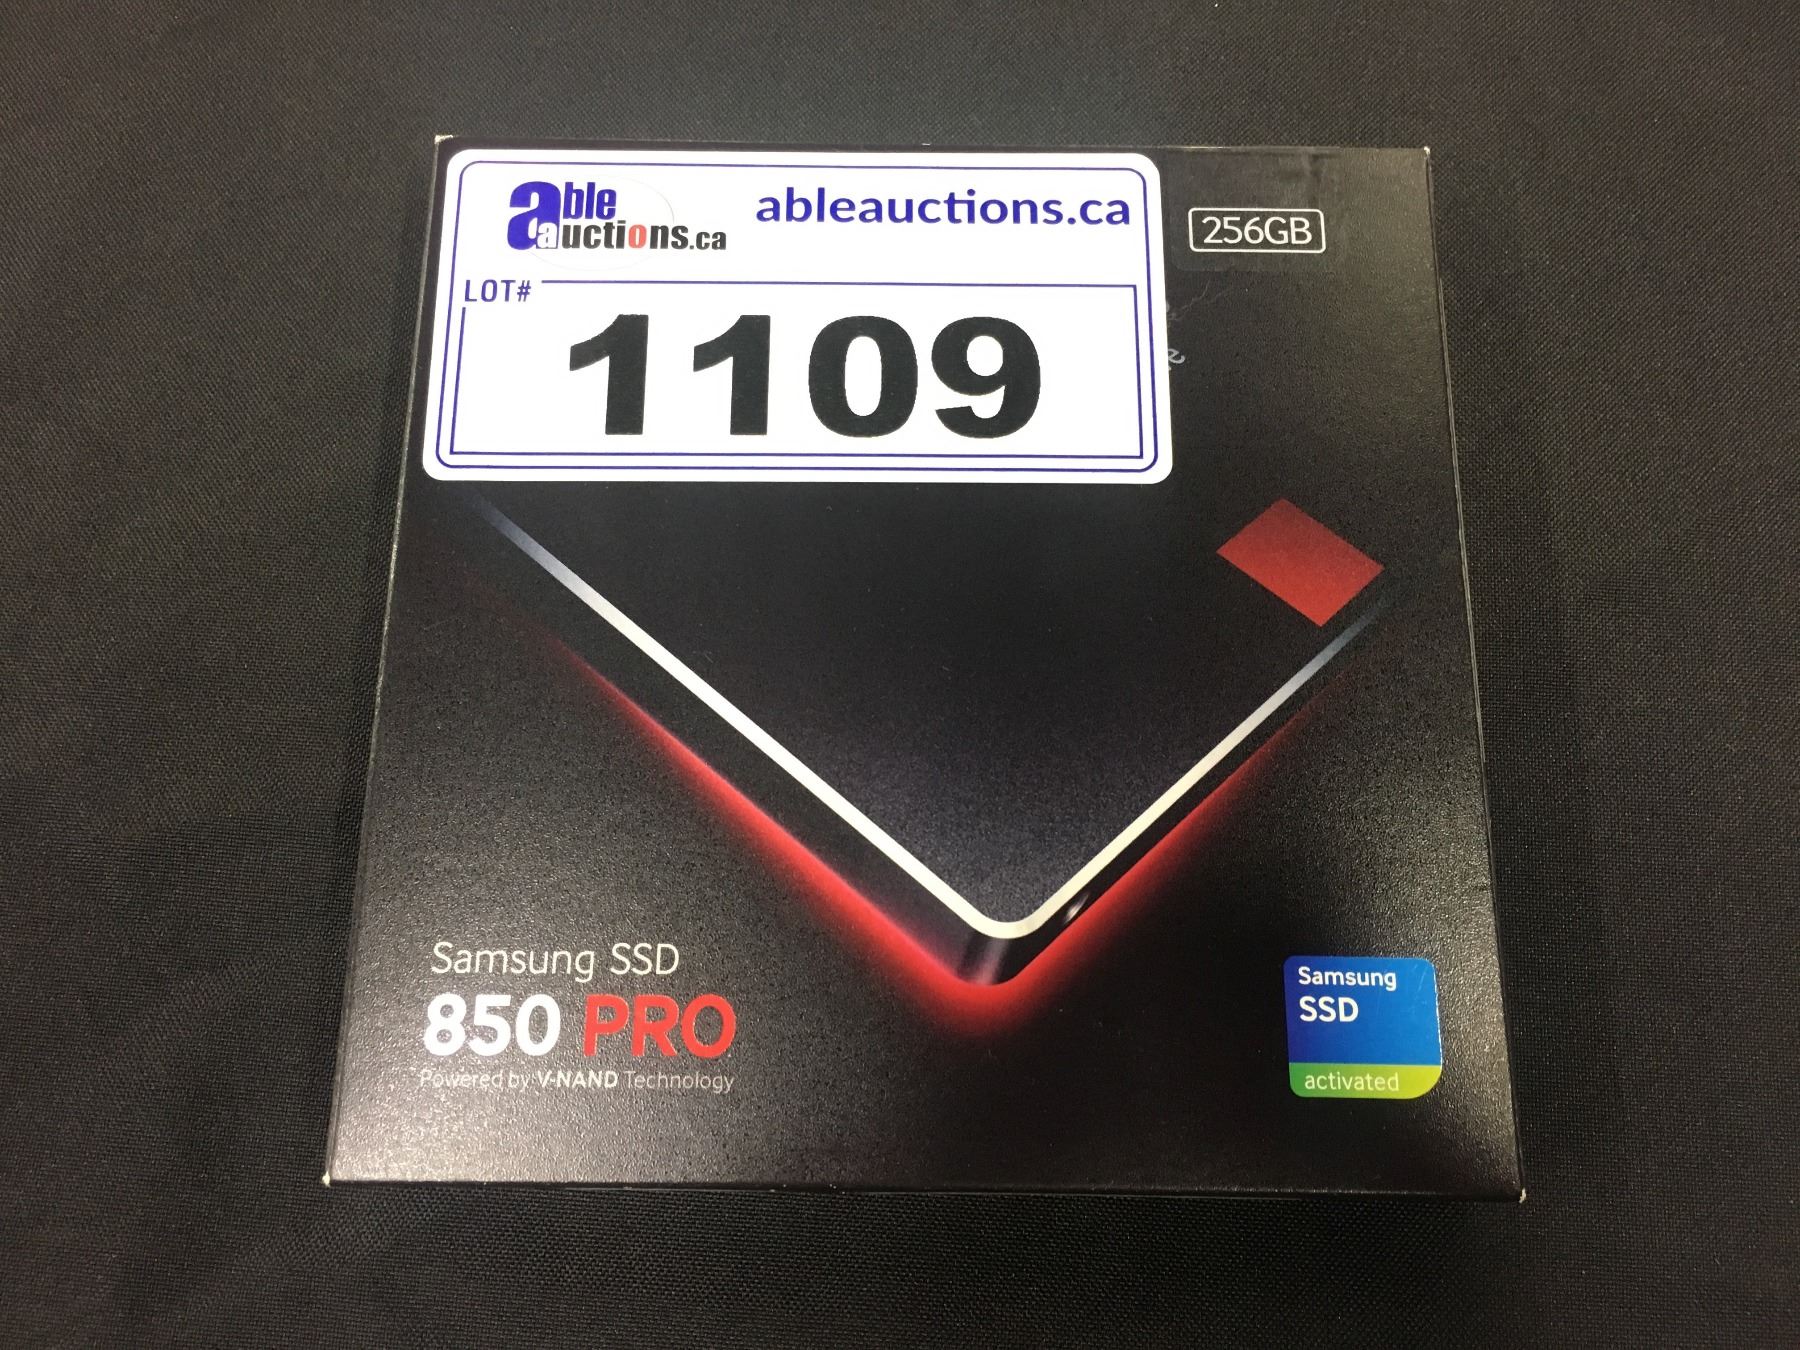 able
auctions.ca
ableauctions.ca
256GB
LOT#
1109
Samsung SSD
850 PRO
Powered by V-NAND Technology
Samsung
SSD
activated